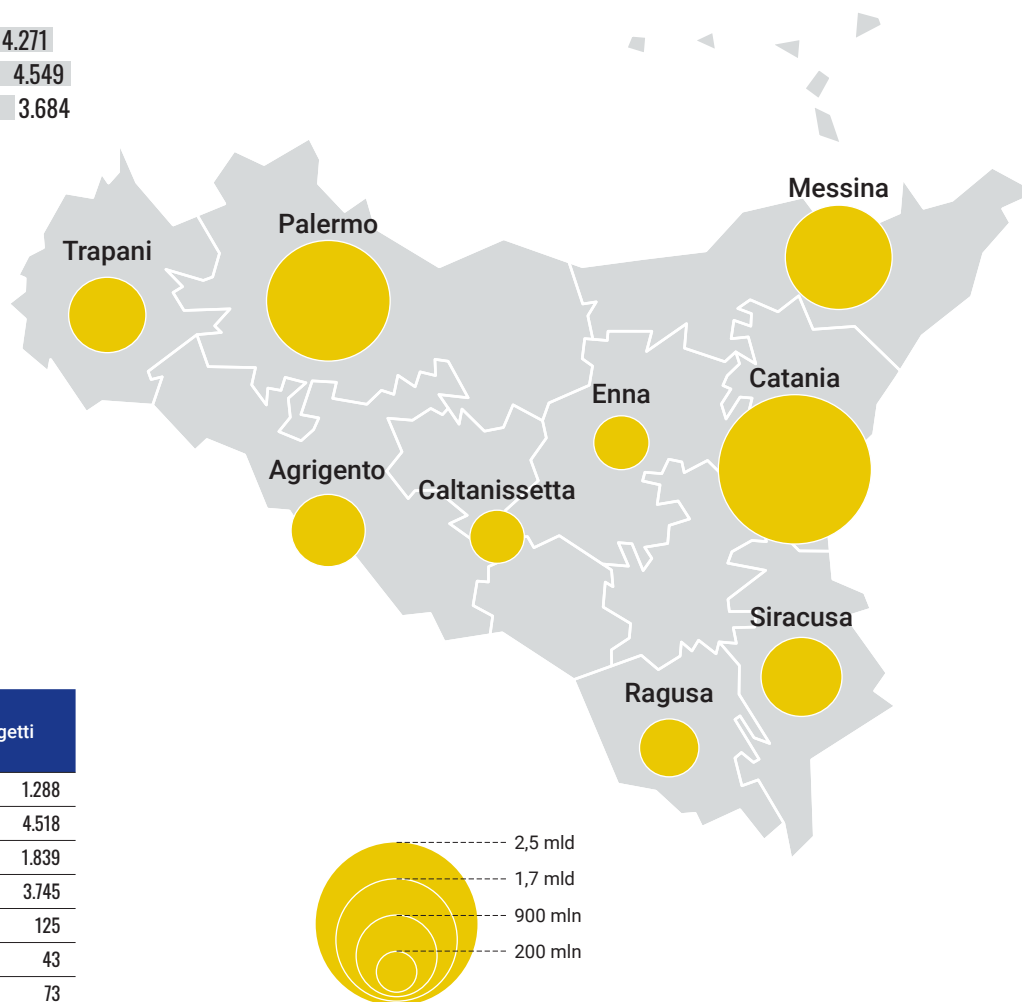 4.271
4.549
3.684
Messina
Palermo
Trapani
Catania
Enna
Agrigento
Caltanissetta
Siracusa
Ragusa
getti
1.288
4.518
1.839
3.745
125
43
73
2,5 mld
1,7 mld
900 mln
200 mln